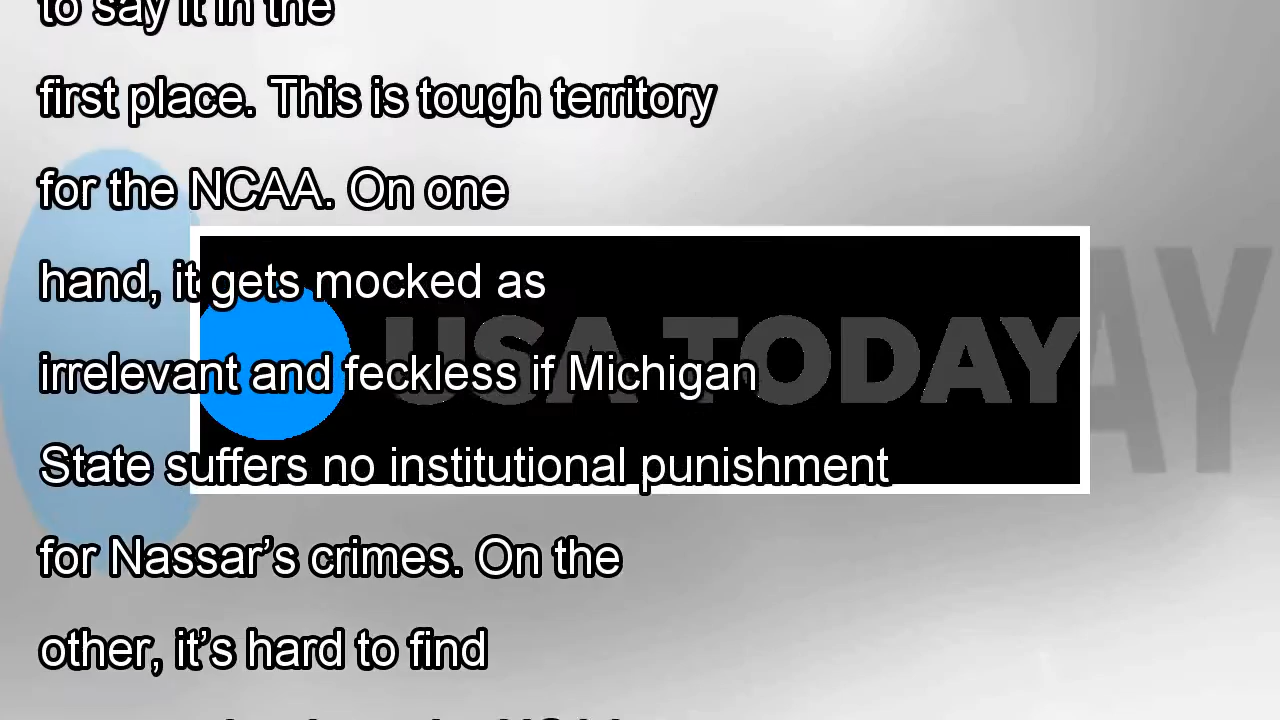 to say it in the
first place. This is tough territory
for the NCAA. On one
hand, it gets mocked as
irrelevant and feckless if Michigan
State suffers no institutional punishment
for Nassar’s crimes. On the
other, it’s hard to find
USA TODAY
AY